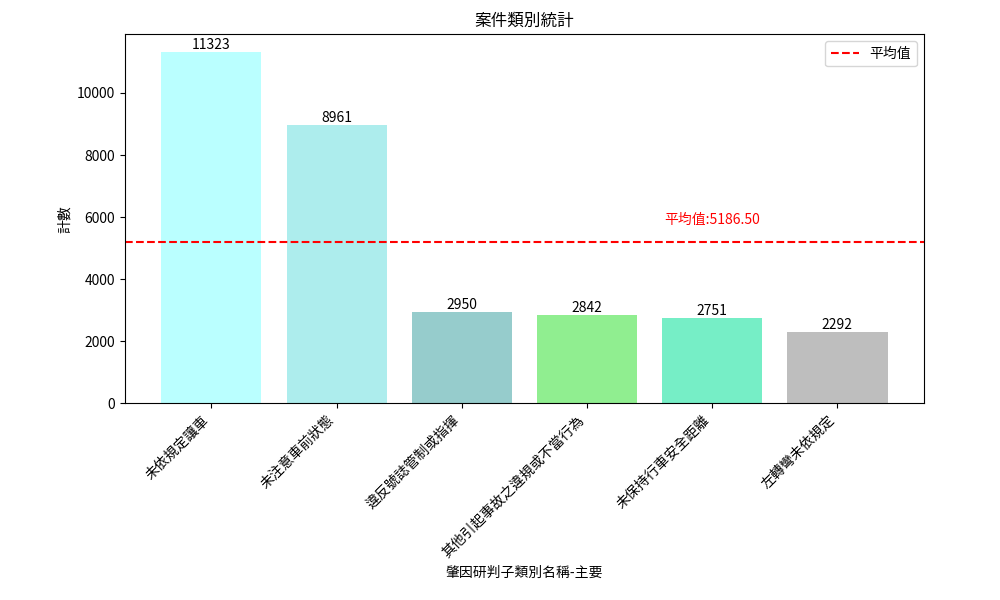 案件類別統計
平均值
11323
8961
2950
2842
2751
2292
平均值:5186.50
計數
10000
8000
6000
4000
2000
0
未依規定讓車
未注意車前狀態
違反號誌管制或指揮
其他引起事故之違規或不當行為
未保持行車安全距離
左轉彎未依規定
肇因研判子類別名稱-主要